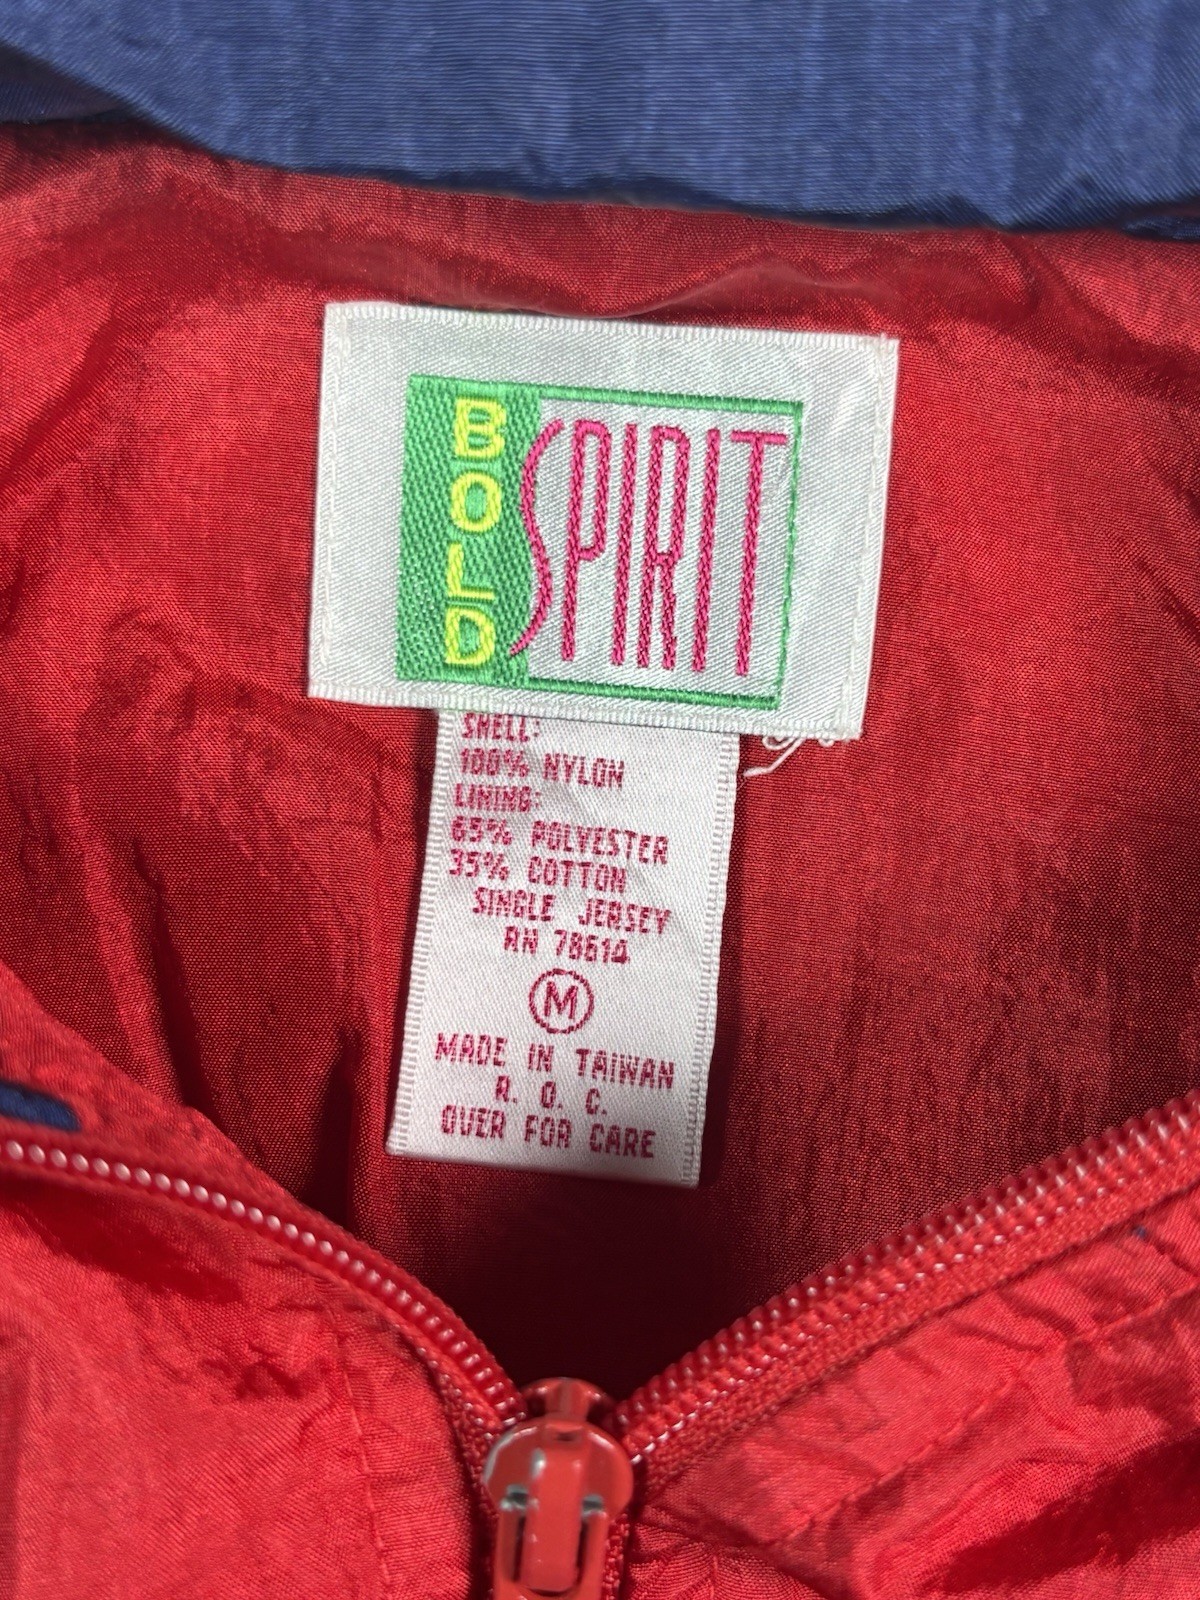 BOLD
SPIRIT
SHELL:
100% NYLON
LINING:
65% POLYESTER
35% COTTON
SINGLE JERSEY
RN 78614
M
MADE IN TAIWAN
R. O. C.
OVER FOR CARE